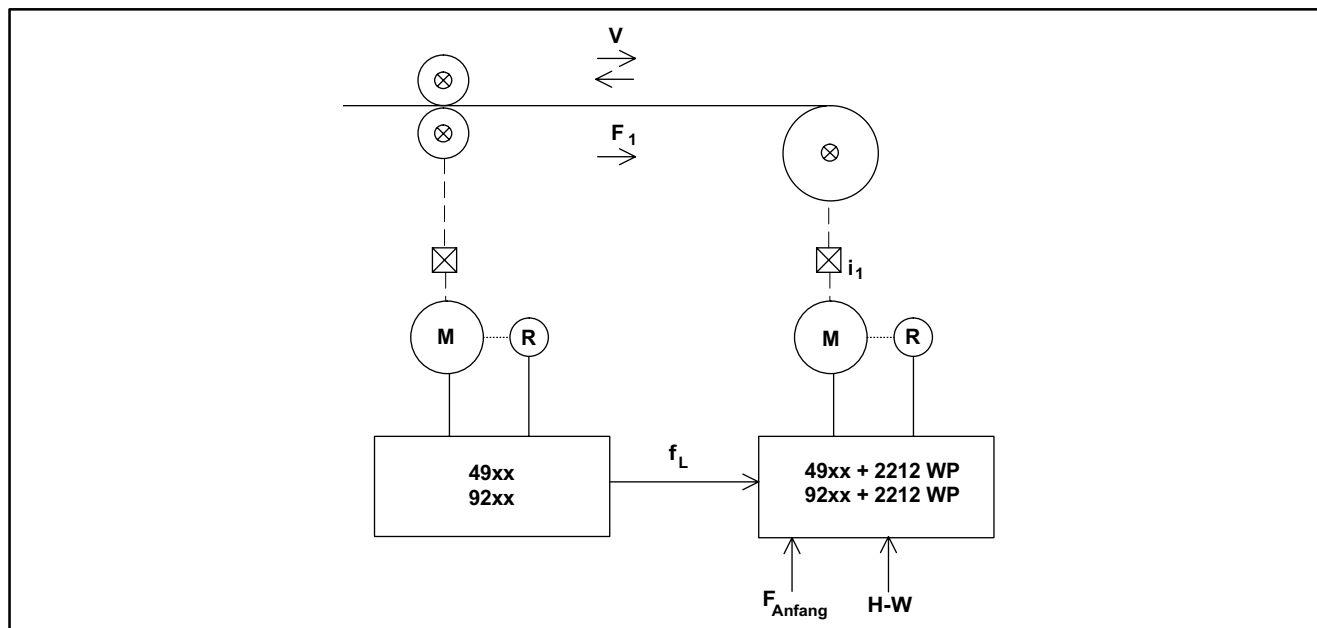 V
F1
i1
M
R
M
R
49xx
92xx
fL
49xx + 2212 WP
92xx + 2212 WP
FAnfang
H-W